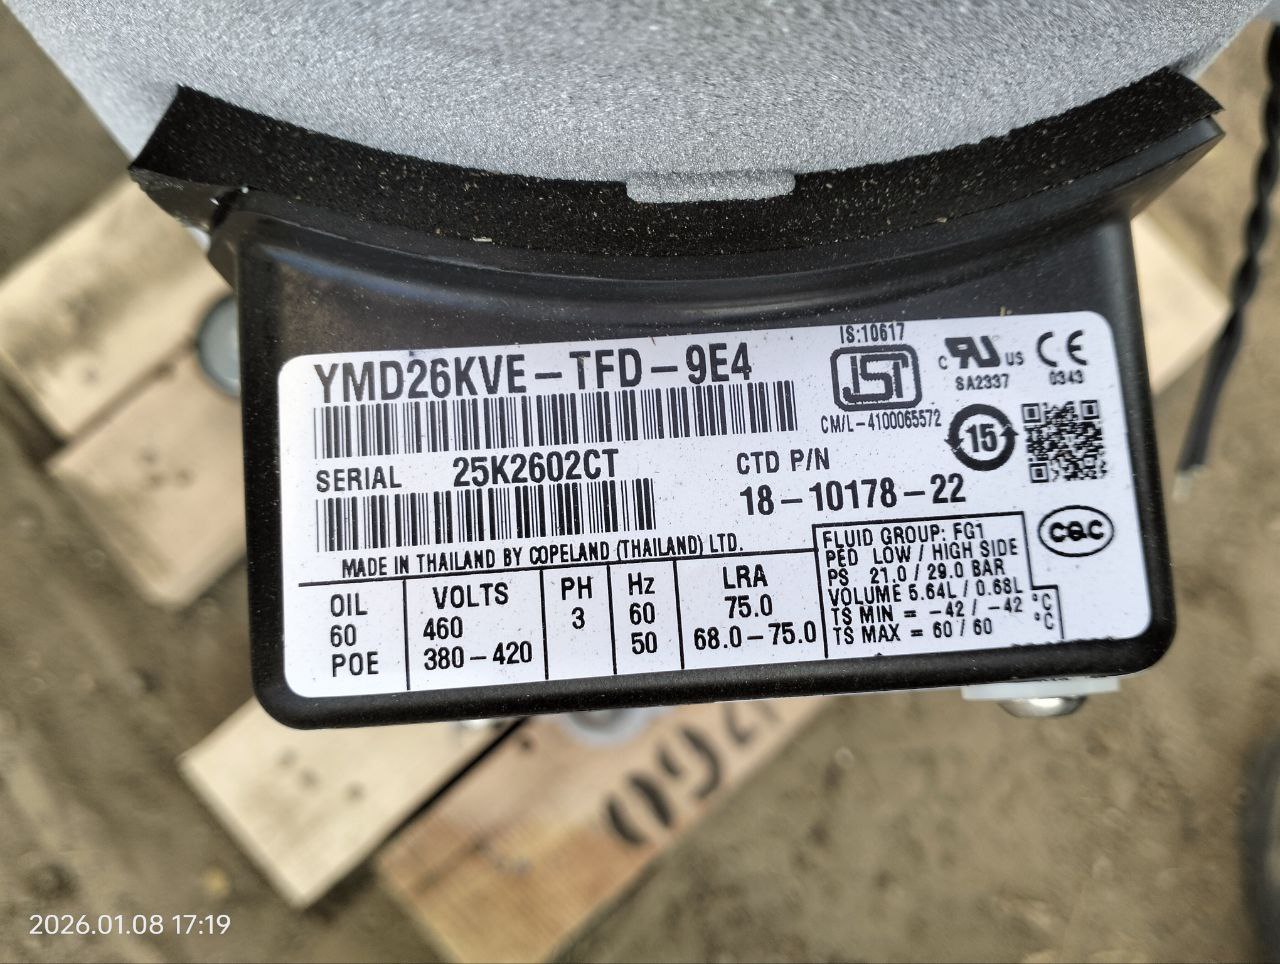 IS:10617
YMD26KVE-TFD-9E4
CM/L-4100065572
C US
SA2337
CE
0343
SERIAL 25K2602CT
CTD P/N
18-10178-22
15
CQC
MADE IN THAILAND BY COPELAND (THAILAND) LTD.
OIL
60
POE
VOLTS
460
380-420
PH
3
Hz
60
50
LRA
75.0
68.0-75.0
FLUID GROUP: FG1
PED LOW / HIGH SIDE
PS 21.0 / 29.0 BAR
VOLUME 5.64L / 0.68L
TS MIN = -42 / -42 °C
TS MAX = 60 / 60 °C
2026.01.08 17:19